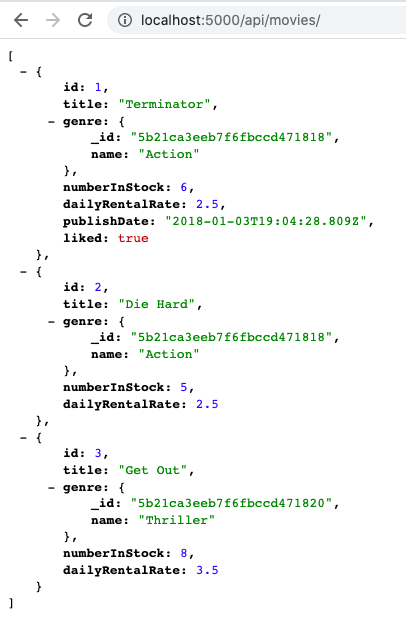 localhost:5000/api/movies/
[
– {
id: 1,
title: "Terminator",
– genre: {
_id: "5b21ca3eeb7f6fbccd471818",
name: "Action"
},
numberInStock: 6,
dailyRentalRate: 2.5,
publishDate: "2018-01-03T19:04:28.809Z",
liked: true
},
– {
id: 2,
title: "Die Hard",
– genre: {
_id: "5b21ca3eeb7f6fbccd471818",
name: "Action"
},
numberInStock: 5,
dailyRentalRate: 2.5
},
– {
id: 3,
title: "Get Out",
– genre: {
_id: "5b21ca3eeb7f6fbccd471820",
name: "Thriller"
},
numberInStock: 8,
dailyRentalRate: 3.5
}
]